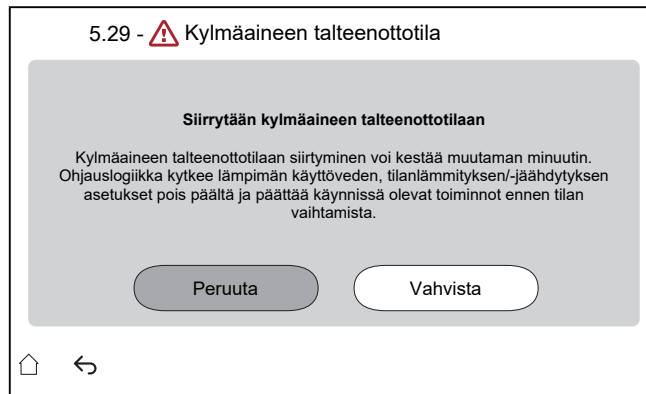 5.29 - Kylmäaineen talteenottotila
Siirrytään kylmäaineen talteenottotilaan
Kylmäaineen talteenottotilaan siirtyminen voi kestää muutaman minuutin.
Ohjauslogiikka kytkee lämpimän käyttöveden, tilanlämmityksen/-jäähdytyksen
asetukset pois päältä ja päättää käynnissä olevat toiminnot ennen tilan
vaihtamista.
Peruuta
Vahvista